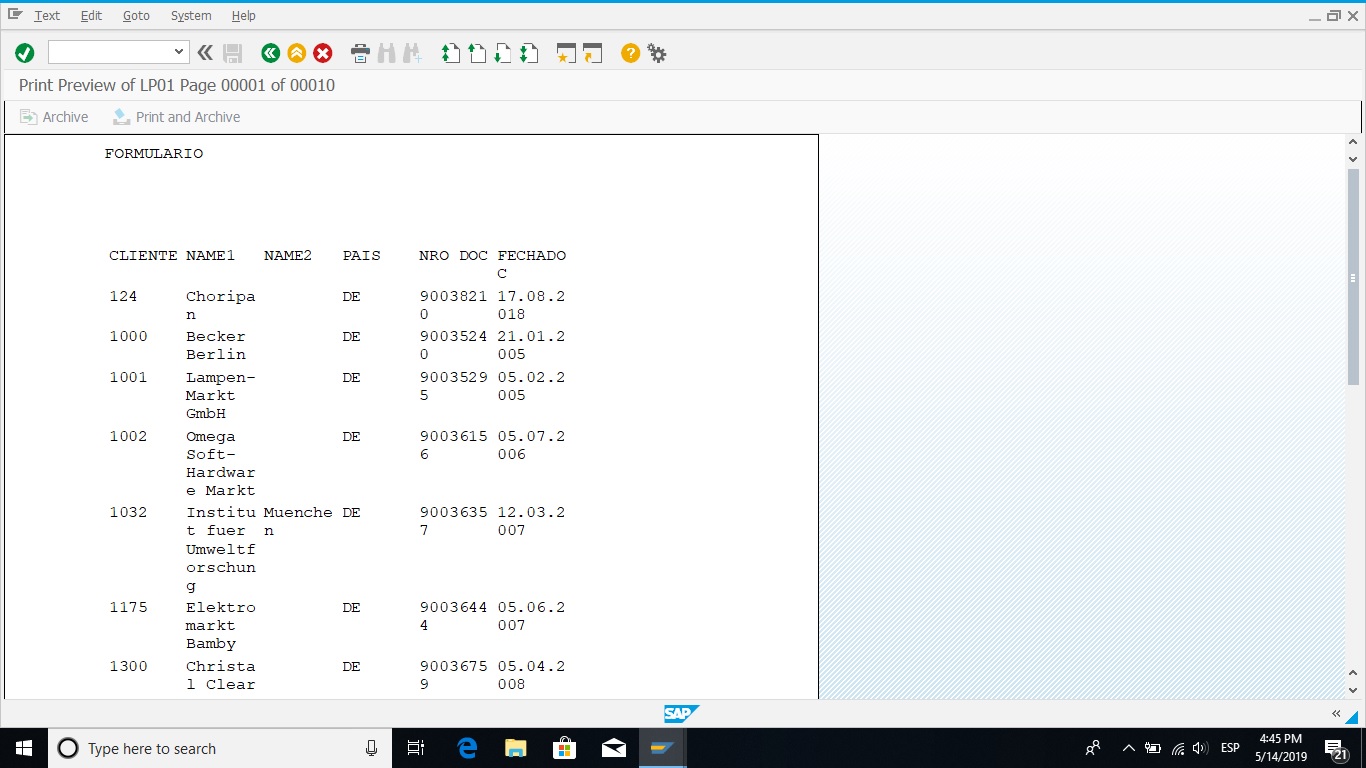 Text Edit Goto System Help
Print Preview of LP01 Page 00001 of 00010
Archive Print and Archive
FORMULARIO
CLIENTE NAME1 NAME2 PAIS NRO DOC FECHADO
C
124 Choripa DE 9003821 17.08.2
n 0 018
1000 Becker DE 9003524 21.01.2
Berlin 0 005
1001 Lampen- DE 9003529 05.02.2
Markt 5 005
GmbH
1002 Omega DE 9003615 05.07.2
Soft- 6 006
Hardwar
e Markt
1032 Institu Muenche DE 9003635 12.03.2
t fuer n 7 007
Umweltf
orschun
g
1175 Elektro DE 9003644 05.06.2
markt 4 007
Bamby
1300 Christa DE 9003675 05.04.2
l Clear 9 008
SAP
Type here to search
ESP
4:45 PM
5/14/2019
21